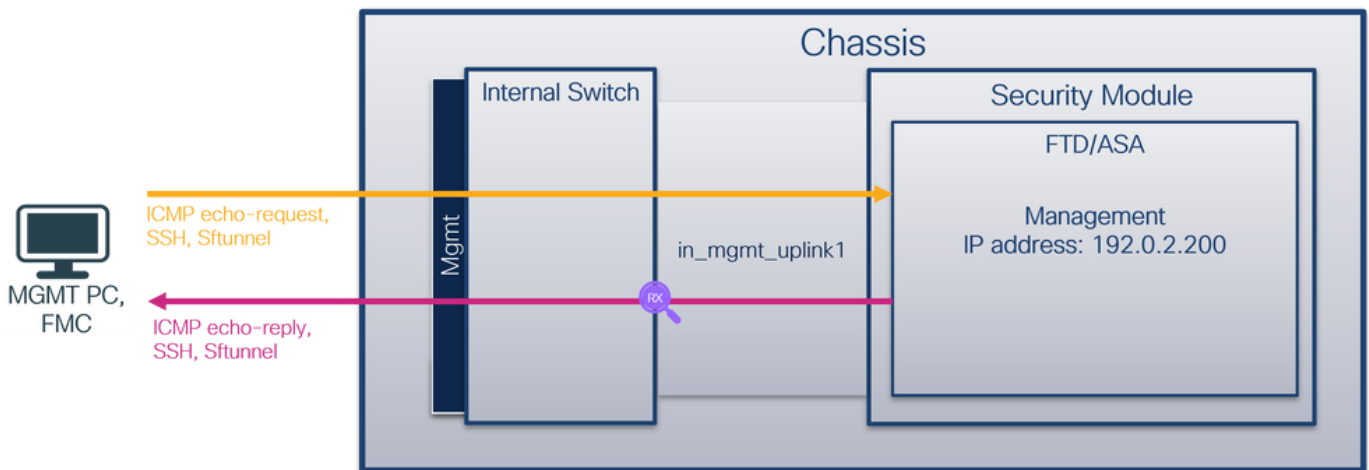 Chassis
Internal Switch
Security Module
FTD/ASA
Management
IP address: 192.0.2.200
ICMP echo-request,
SSH, Sftunnel
Mgmt
in_mgmt_uplink1
RX
MGMT PC,
FMC
ICMP echo-reply,
SSH, Sftunnel